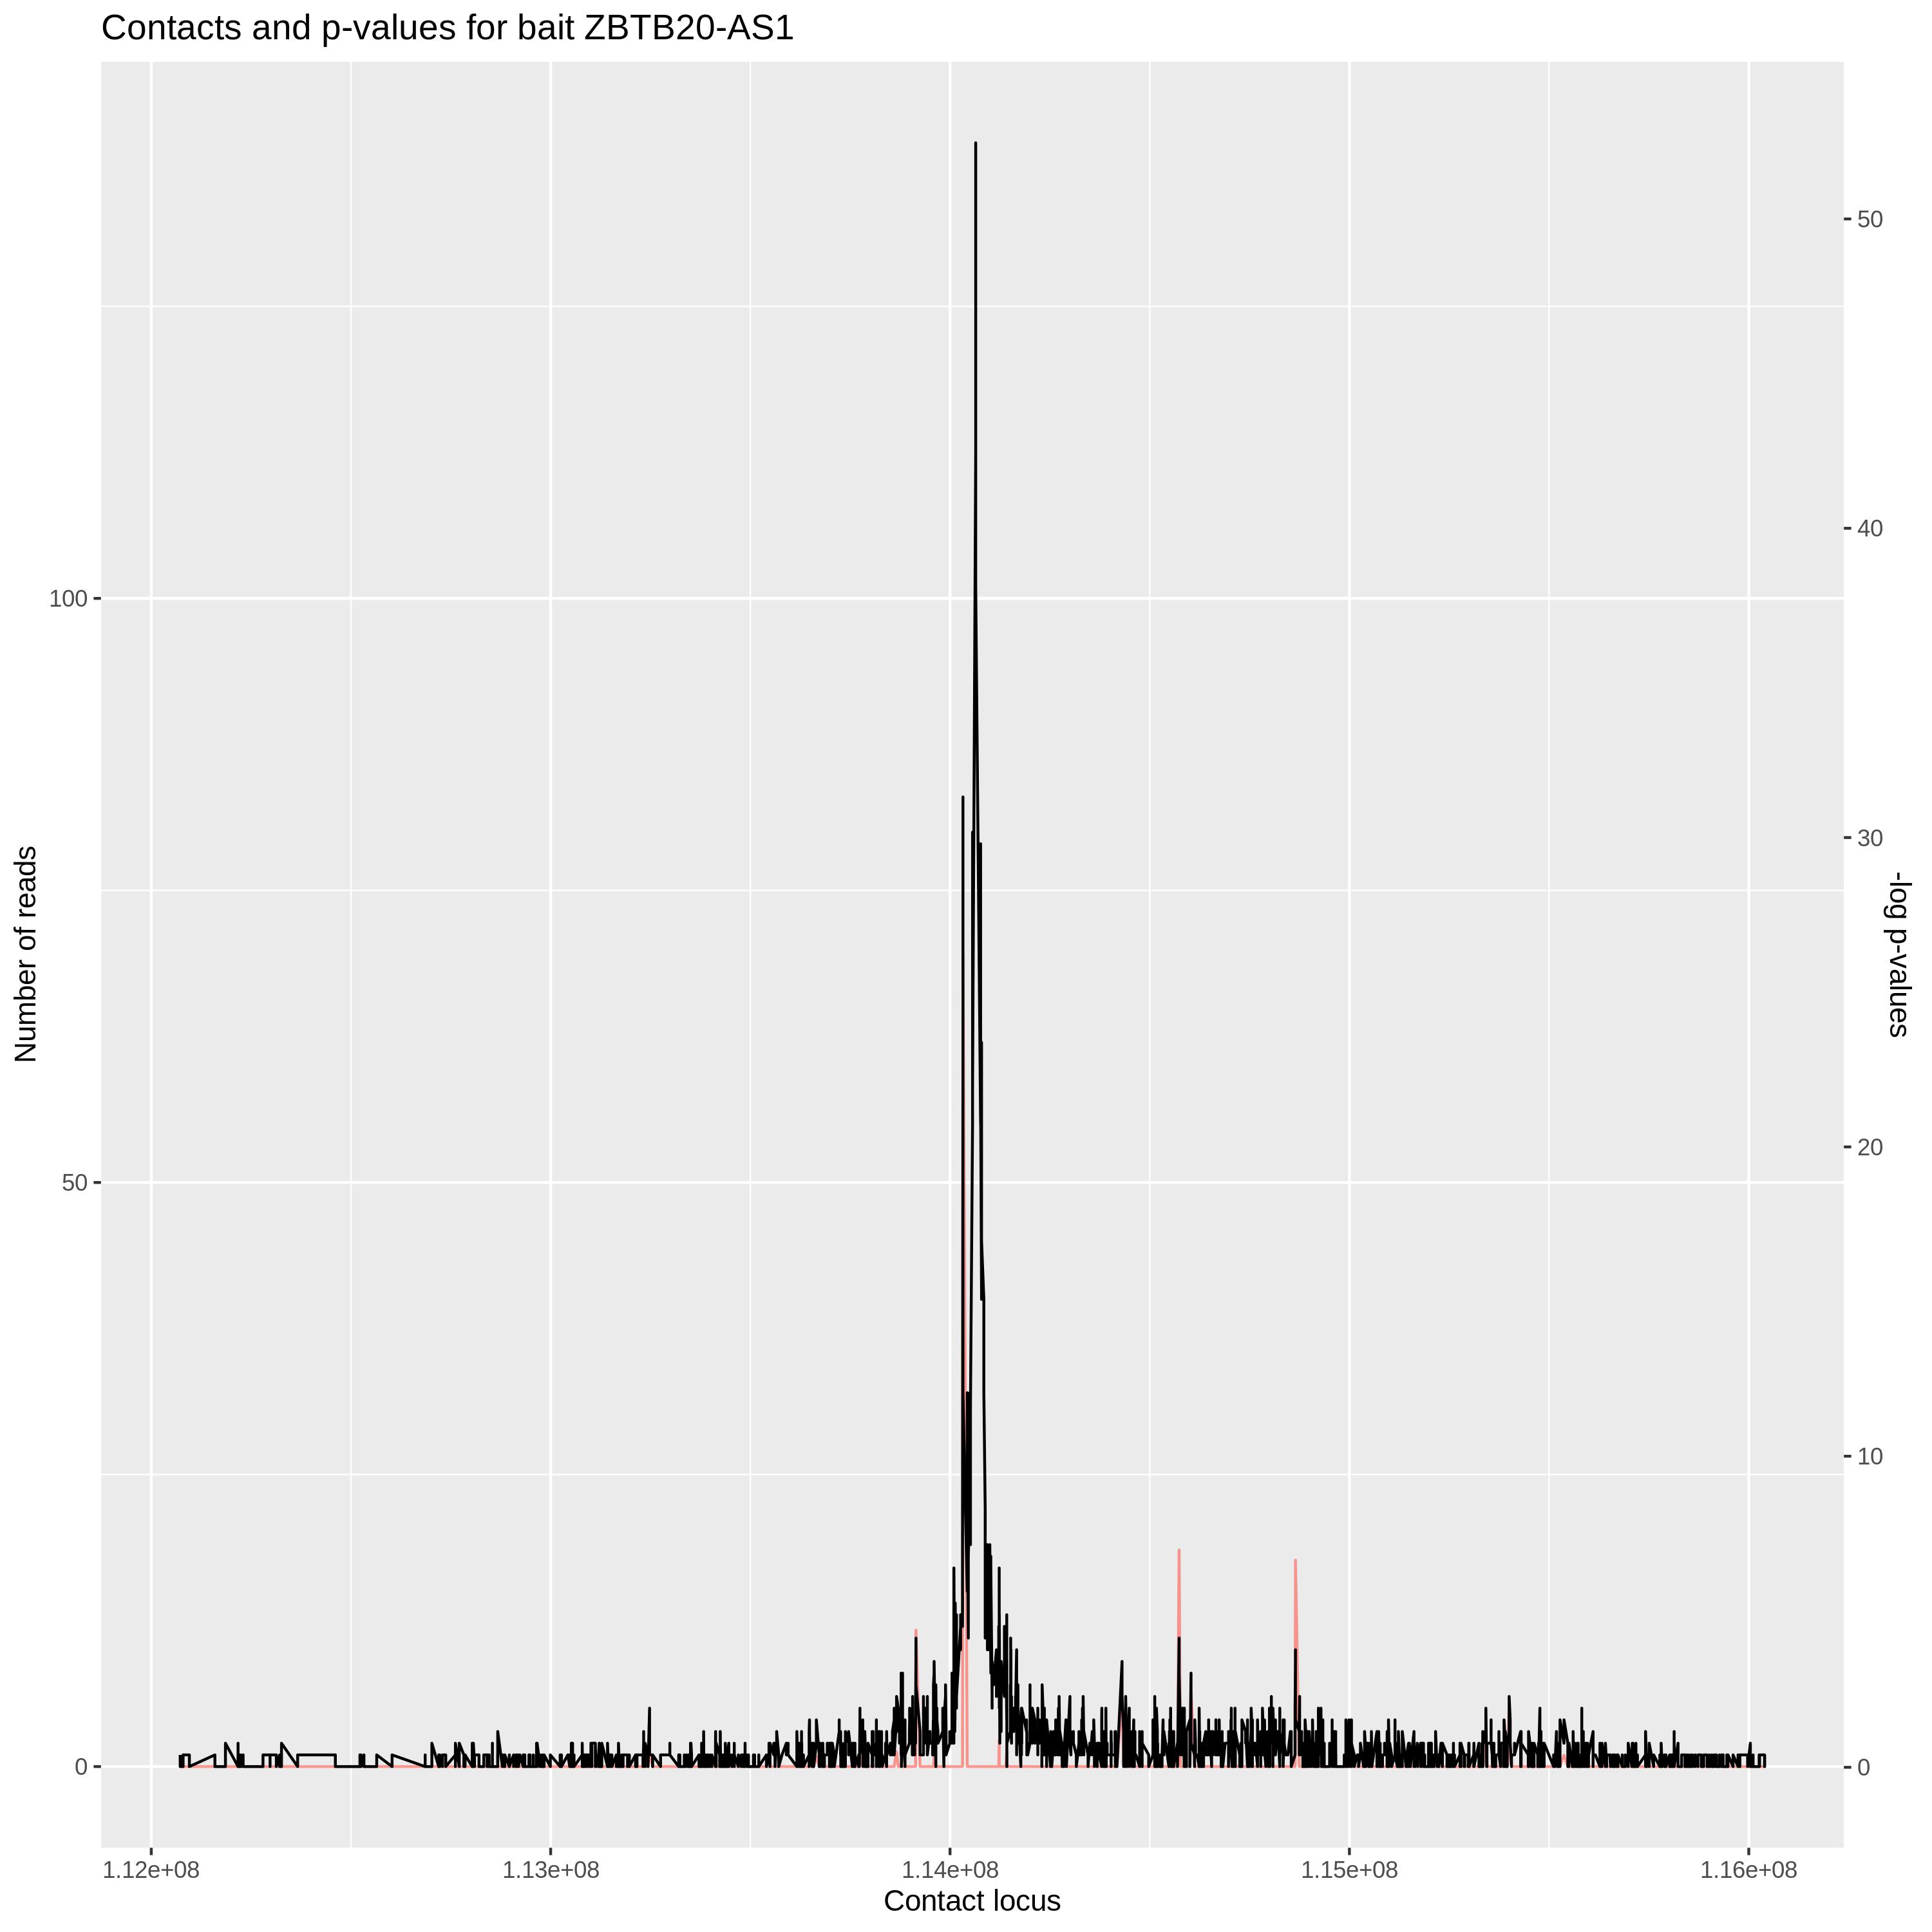 Contacts and p-values for bait ZBTB20-AS1
Number of reads
100
50
0
50
40
30
20
10
0
-log p-values
1.12e+08 1.13e+08 1.14e+08 1.15e+08 1.16e+08
Contact locus